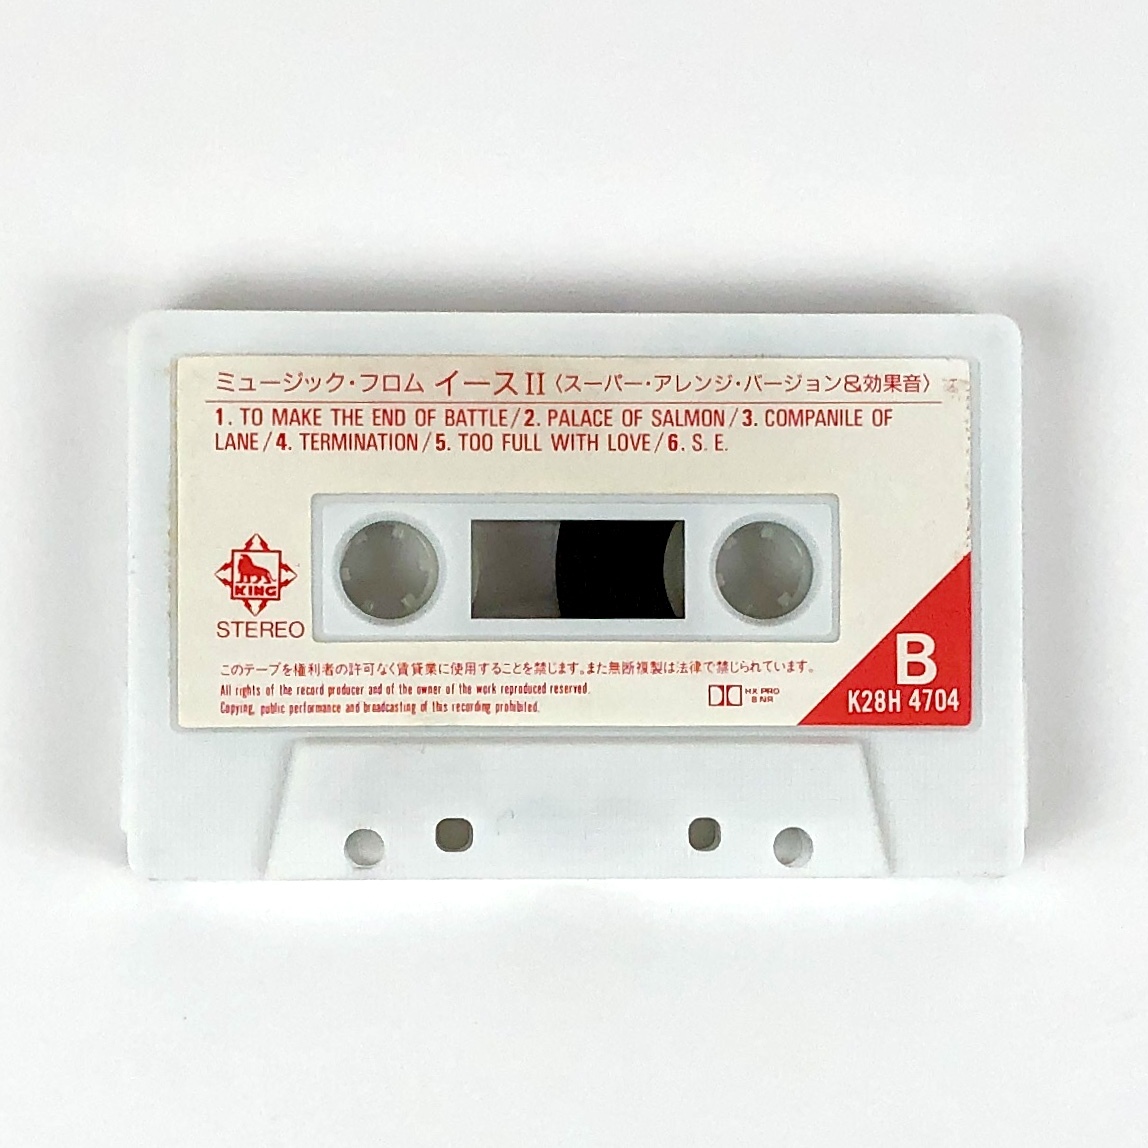 ミュージック・フロム イースII〈スーパー・アレンジ・バージョン&効果音〉
1. TO MAKE THE END OF BATTLE/2. PALACE OF SALMON/3. COMPANILE OF
LANE/4. TERMINATION/5. TOO FULL WITH LOVE/6. S. E.
KING
STEREO
このテープを権利者の許可なく賃貸業に使用することを禁じます。また無断複製は法律で禁じられています。
All rights of the record producer and of the owner of the work reproduced reserved.
Copying, public performance and broadcasting of this recording prohibited.
HX PRO
B NR
B
K28H 4704